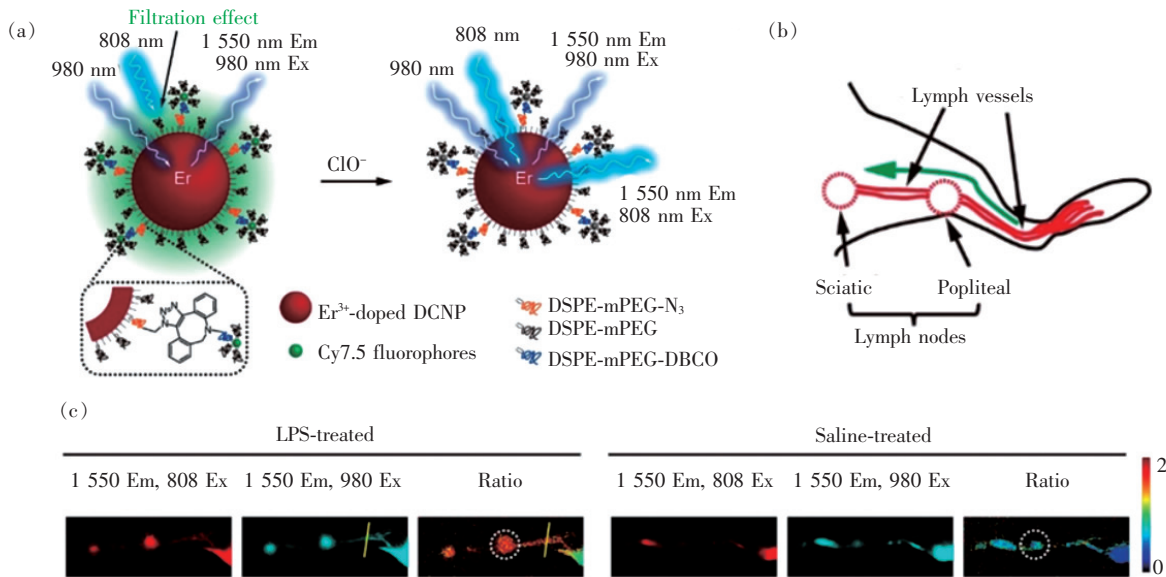 (a)
Filtration effect
808 nm
980 nm
1 550 nm Em
980 nm Ex
Er
ClO⁻
808 nm
980 nm
1 550 nm Em
980 nm Ex
Er
1 550 nm Em
808 nm Ex
Er³⁺-doped DCNP
Cy7.5 fluorophores
DSPE-mPEG-N₃
DSPE-mPEG
DSPE-mPEG-DBCO
N
N
N
N
(b)
Lymph vessels
Sciatic
Popliteal
Lymph nodes
(c)
LPS-treated
Saline-treated
1 550 Em, 808 Ex
1 550 Em, 980 Ex
Ratio
1 550 Em, 808 Ex
1 550 Em, 980 Ex
Ratio
2
0